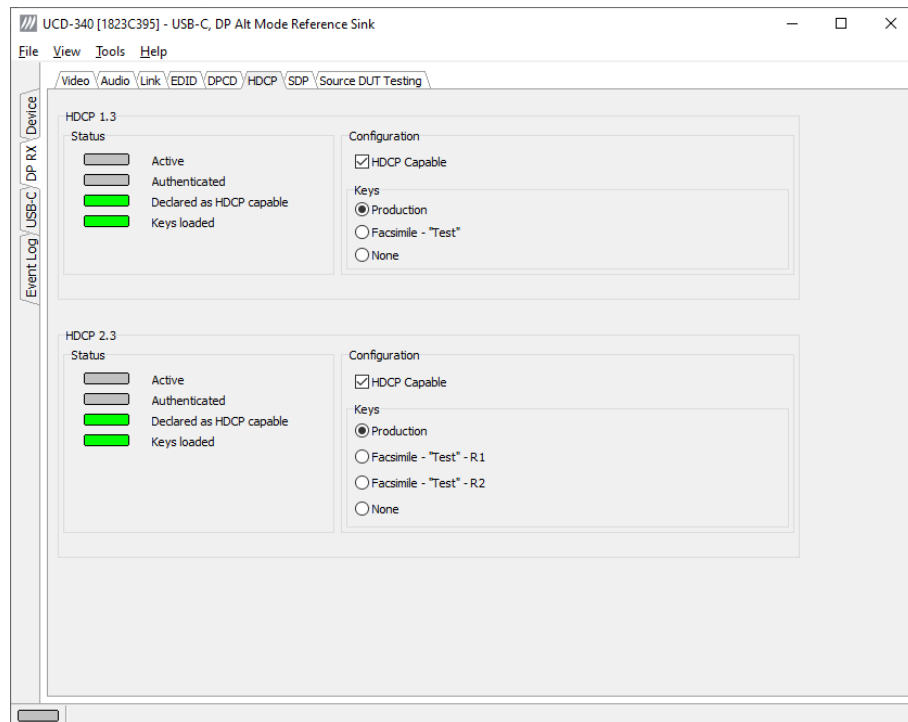 UCD-340 [1823C395] - USB-C, DP Alt Mode Reference Sink
File View Tools Help
Video Audio Link EDID DPCD HDCP SDP Source DUT Testing
Device
DP RX
USB-C
Event Log
HDCP 1.3
Status
Active
Authenticated
Declared as HDCP capable
Keys loaded
Configuration
HDCP Capable
Keys
Production
Facsimile - "Test"
None
HDCP 2.3
Status
Active
Authenticated
Declared as HDCP capable
Keys loaded
Configuration
HDCP Capable
Keys
Production
Facsimile - "Test" - R1
Facsimile - "Test" - R2
None